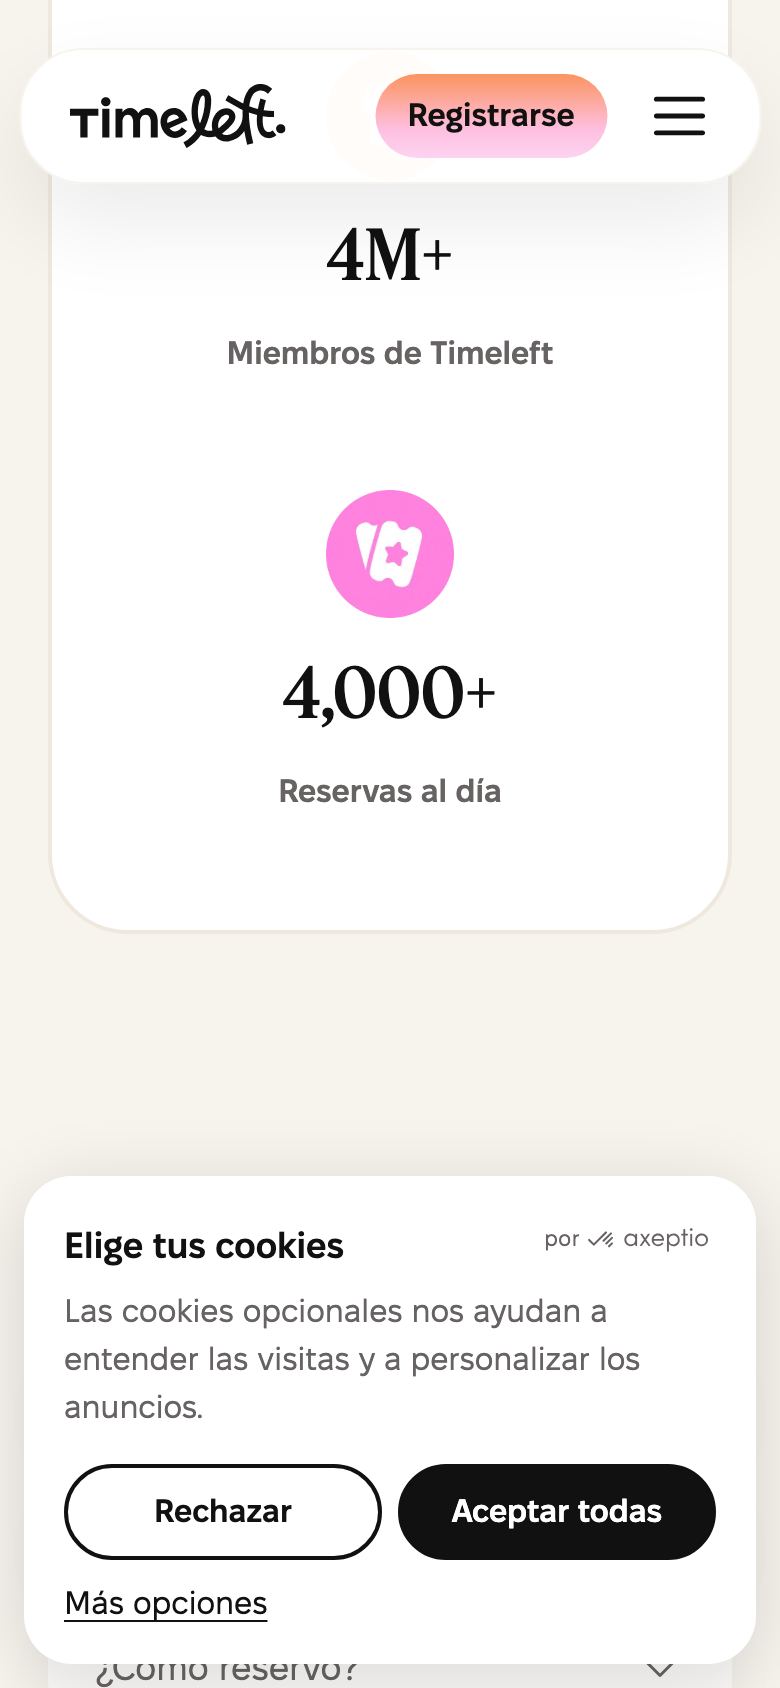 Timeleft.
Registrarse
4M+
Miembros de Timeleft
4,000+
Reservas al día
Elige tus cookies
por axeptio
Las cookies opcionales nos ayudan a
entender las visitas y a personalizar los
anuncios.
Rechazar
Aceptar todas
Más opciones
¿Cómo reservo?